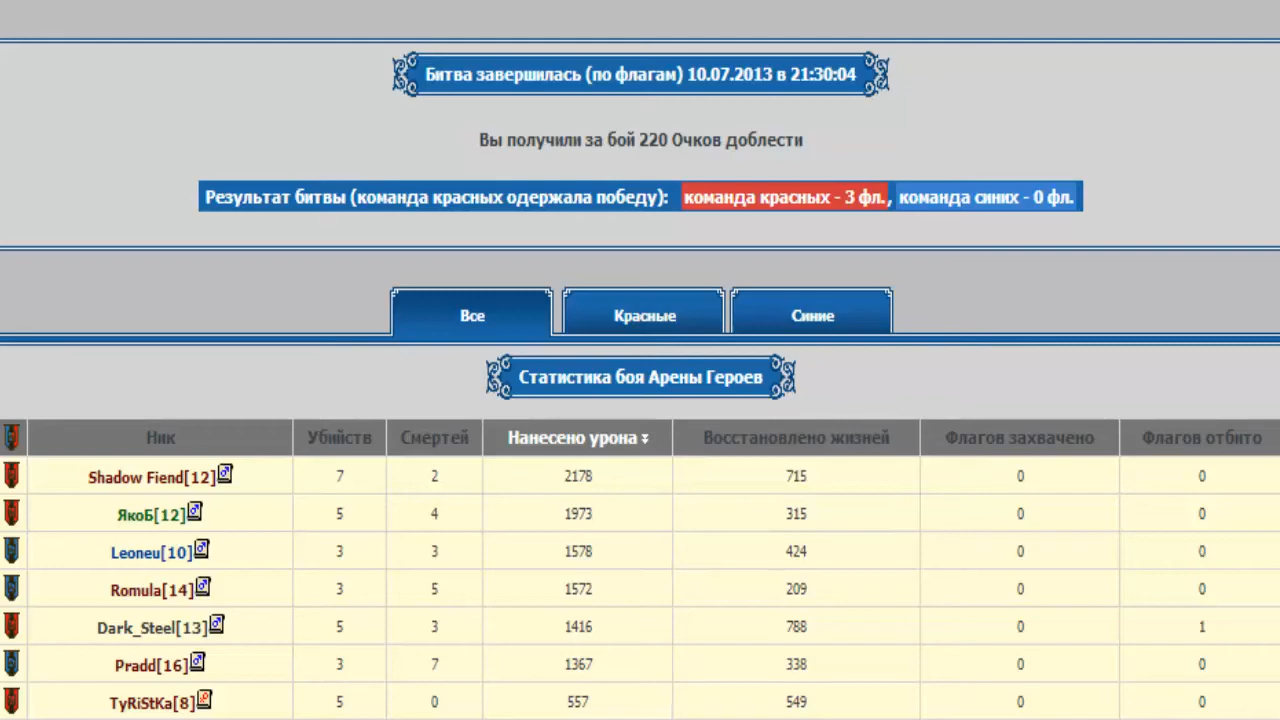 Битва завершилась (по флагам) 10.07.2013 в 21:30:04
Вы получили за бой 220 Очков доблести
Результат битвы (команда красных одержала победу): команда красных - 3 фл., команда синих - 0 фл.
Все Красные Синие
Статистика боя Арены Героев
Ник Убийств Смертей Нанесено урона Восстановлено жизней Флагов захвачено Флагов отбито
Shadow Fiend[12] 7 2 2178 715 0 0
ЯкоБ[12] 5 4 1973 315 0 0
Leoneu[10] 3 3 1578 424 0 0
Romula[14] 3 5 1572 209 0 0
Dark_Steel[13] 5 3 1416 788 0 1
Pradd[16] 3 7 1367 338 0 0
TyRiStKa[8] 5 0 557 549 0 0